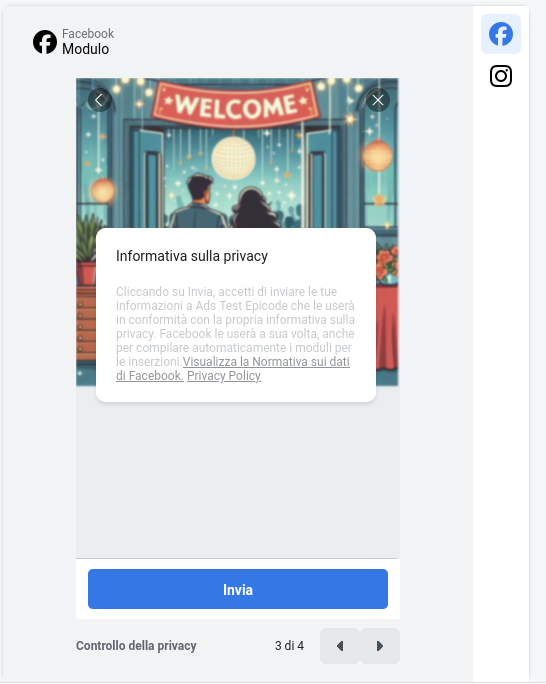 Facebook
Modulo
WELCOME
Informativa sulla privacy
Cliccando su Invia, accetti di inviare le tue
informazioni a Ads Test Epicode che le userà
in conformità con la propria informativa sulla
privacy. Facebook le userà a sua volta, anche
per compilare automaticamente i moduli per
le inserzioni.Visualizza la Normativa sui dati
di Facebook. Privacy Policy
Invia
Controllo della privacy 3 di 4